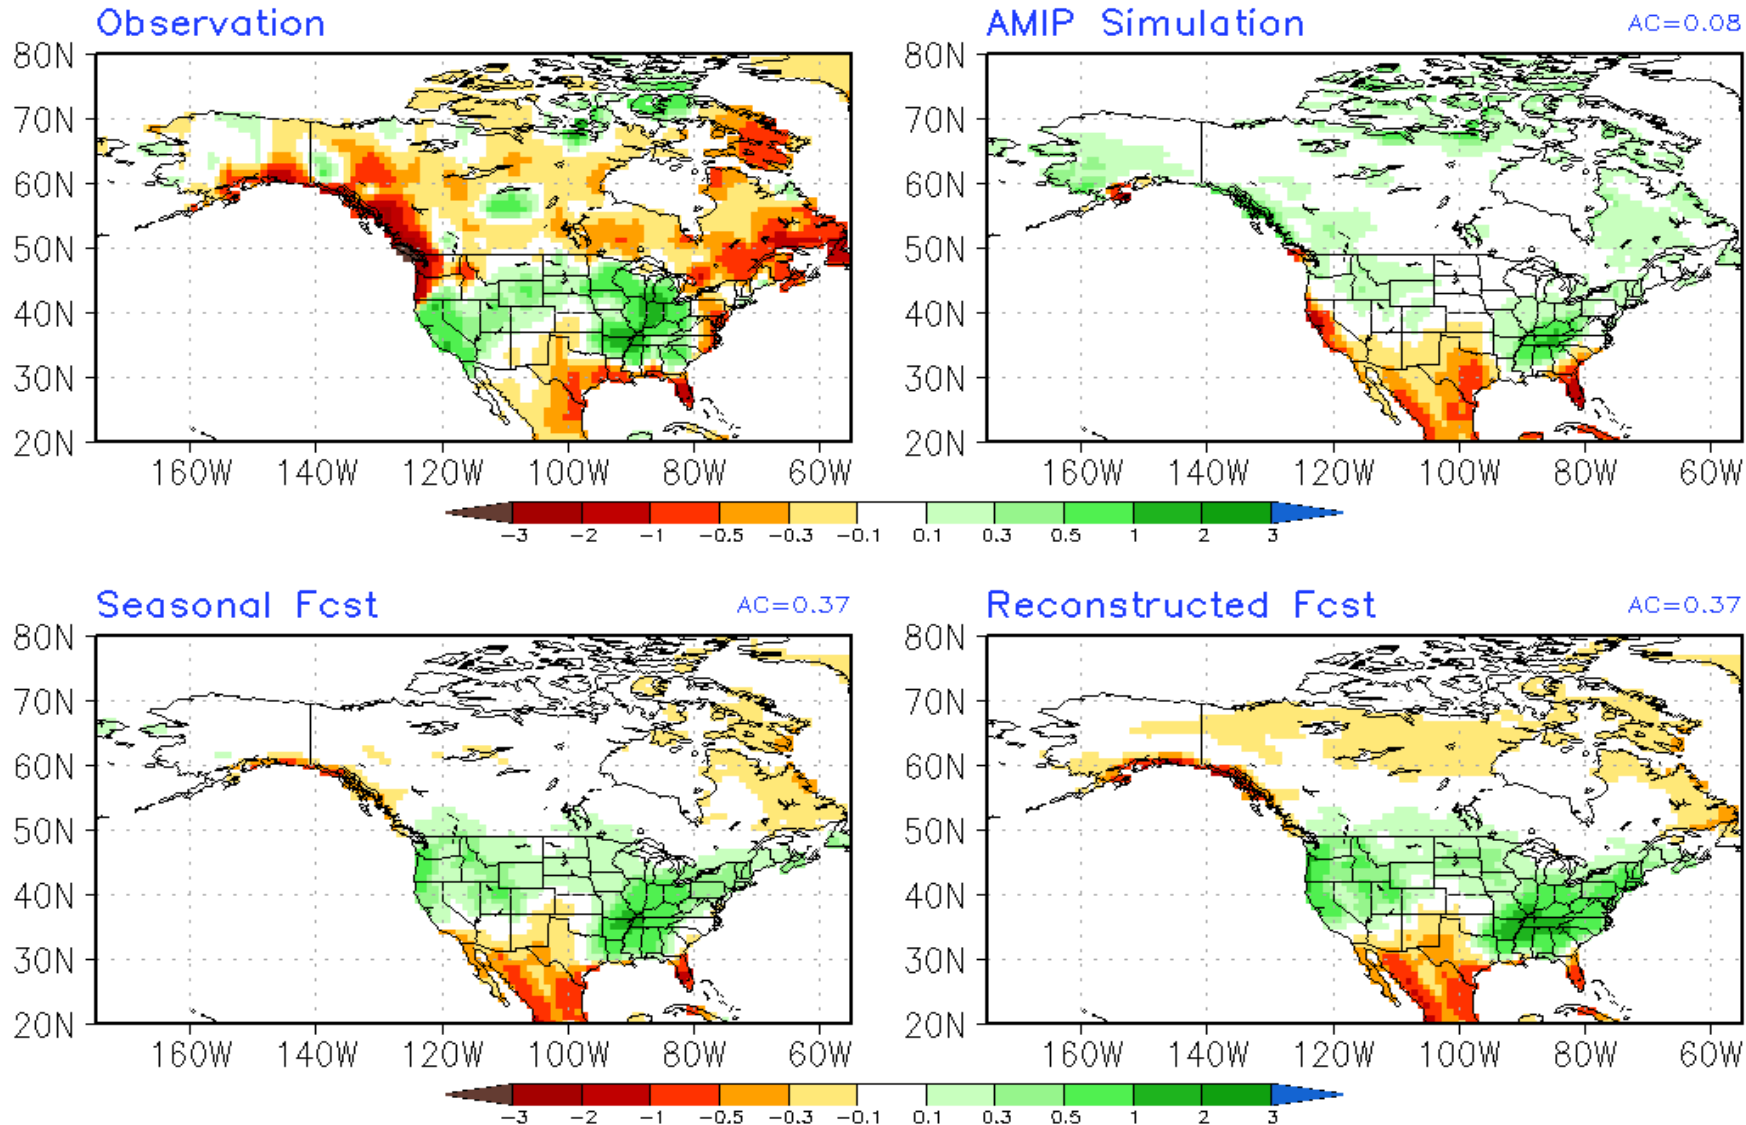 Observation
AMIP Simulation AC=0.08
80N 80N
70N 70N
60N 60N
50N 50N
40N 40N
30N 30N
20N 20N
160W 140W 120W 100W 80W 60W 160W 140W 120W 100W 80W 60W
-3 -2 -1 -0.5 -0.3 -0.1 0.1 0.3 0.5 1 2 3
Seasonal Fcst AC=0.37
Reconstructed Fcst AC=0.37
80N 80N
70N 70N
60N 60N
50N 50N
40N 40N
30N 30N
20N 20N
160W 140W 120W 100W 80W 60W 160W 140W 120W 100W 80W 60W
-3 -2 -1 -0.5 -0.3 -0.1 0.1 0.3 0.5 1 2 3